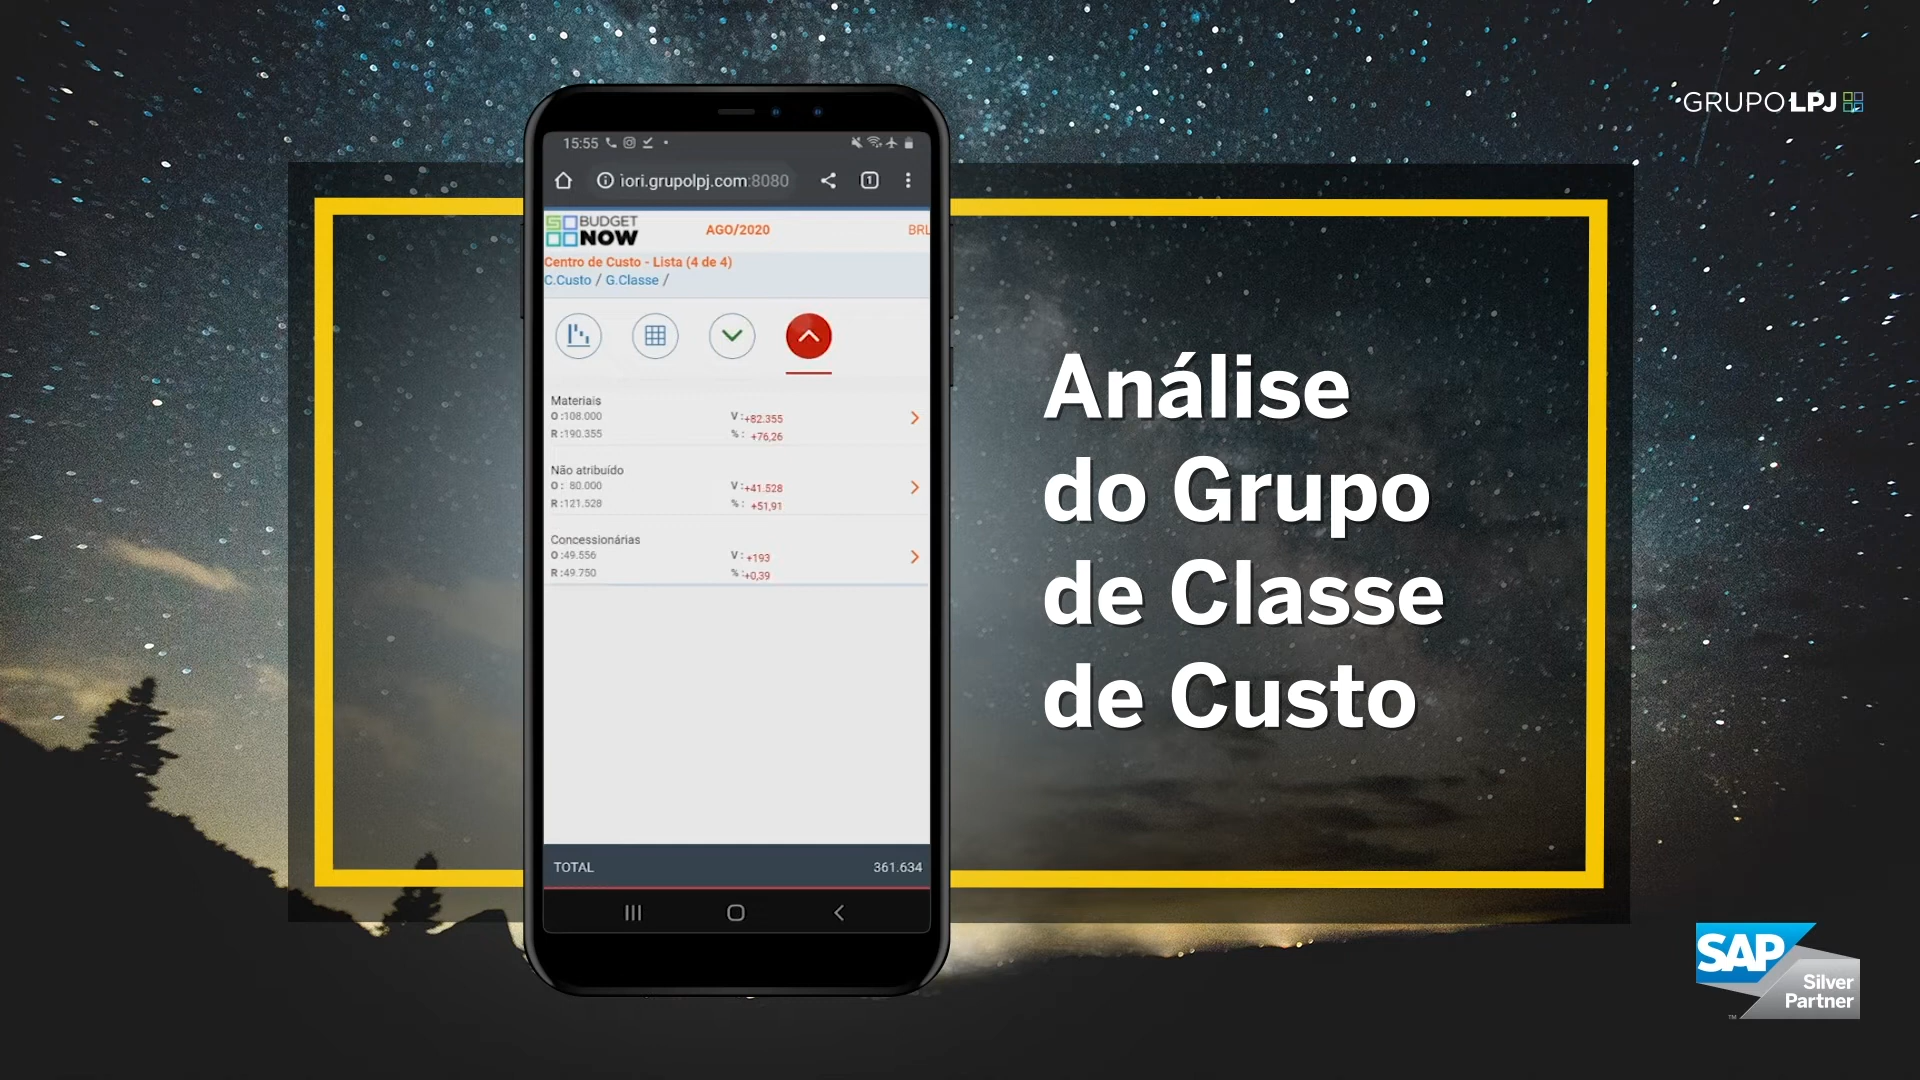 GRUPO LPJ
15:55
iori.grupolpj.com:8080
1
BUDGET
NOW
AGO/2020
BRL
Centro de Custo - Lista (4 de 4)
C.Custo / G.Classe /
Materiais
O :108.000
V :+82.355
R :190.355
% : +76,26
Não atribuído
O : 80.000
V :+41.528
R :121.528
% : +51,91
Concessionárias
O :49.556
V : +193
R :49.750
% :+0,39
TOTAL
361.634
Análise
do Grupo
de Classe
de Custo
SAP
Silver
Partner
TM